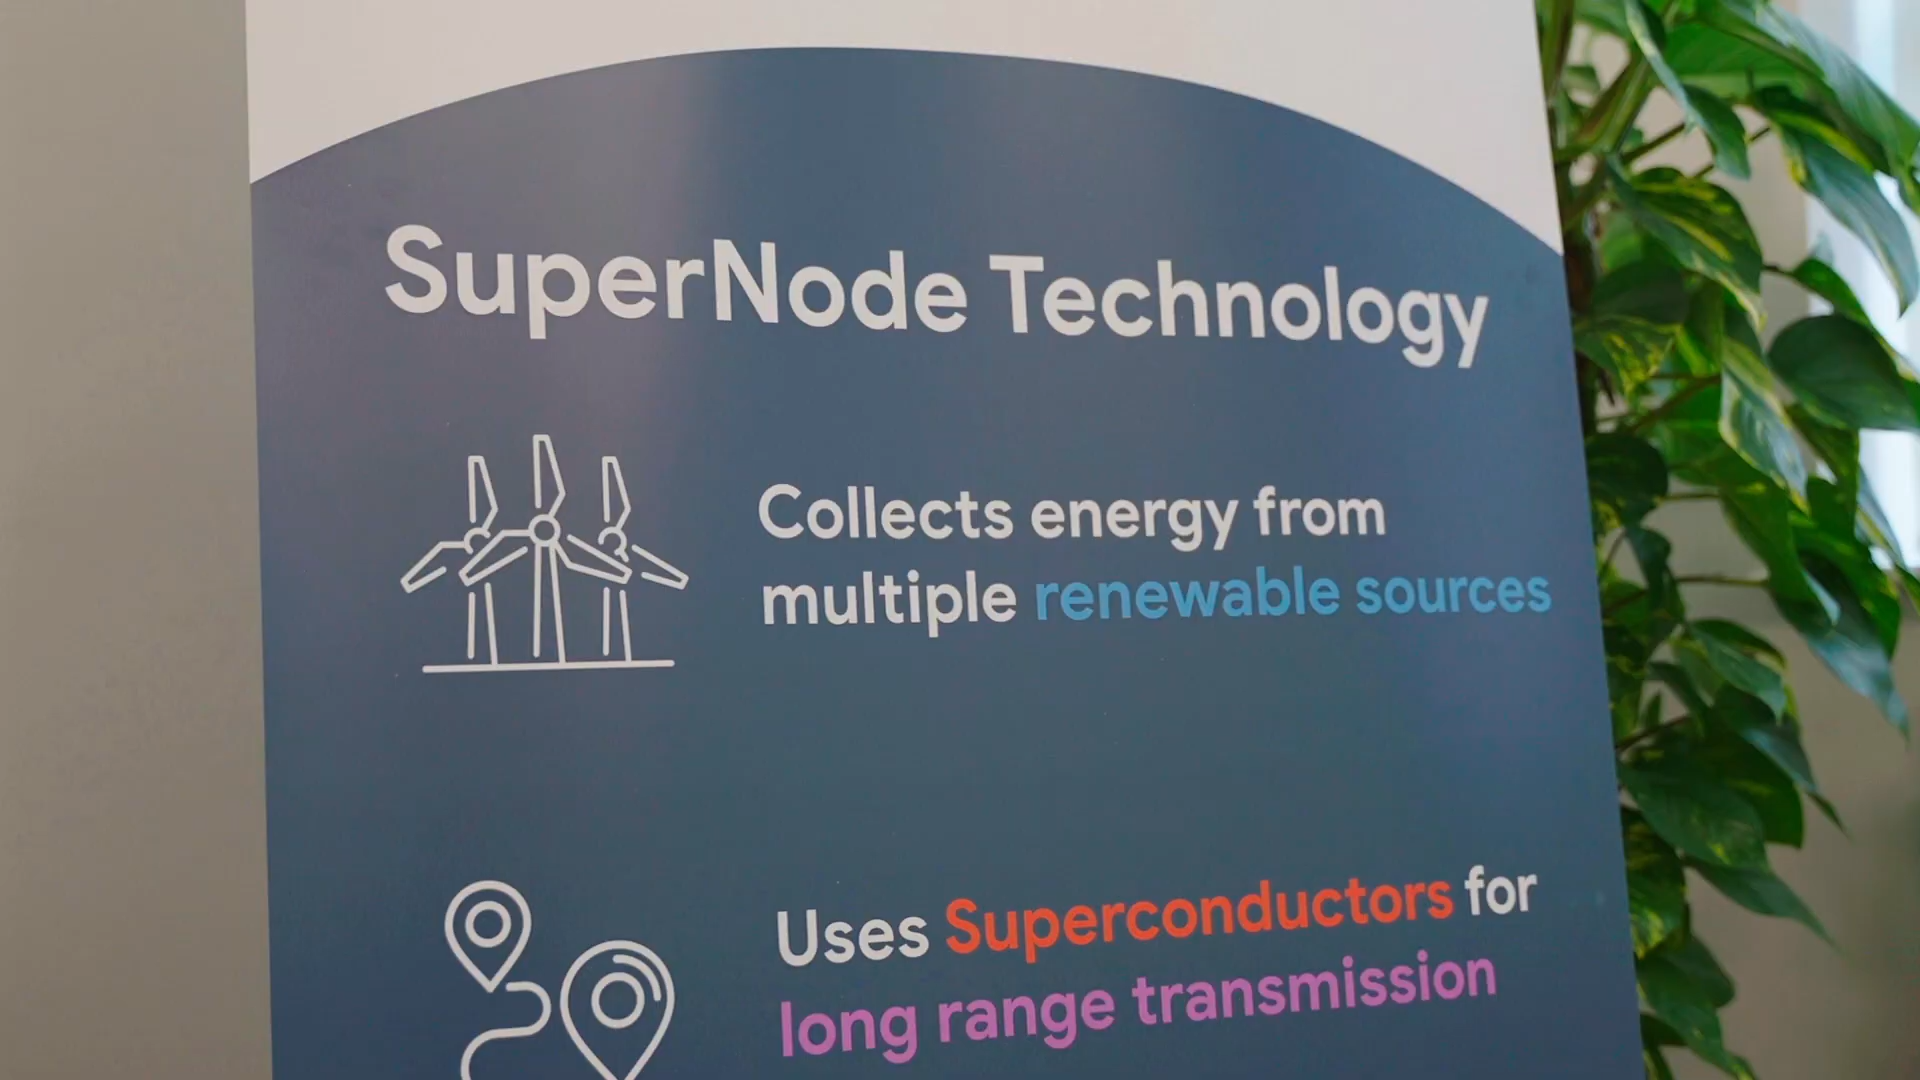 SuperNode Technology
Collects energy from
multiple renewable sources
Uses Superconductors for
long range transmission